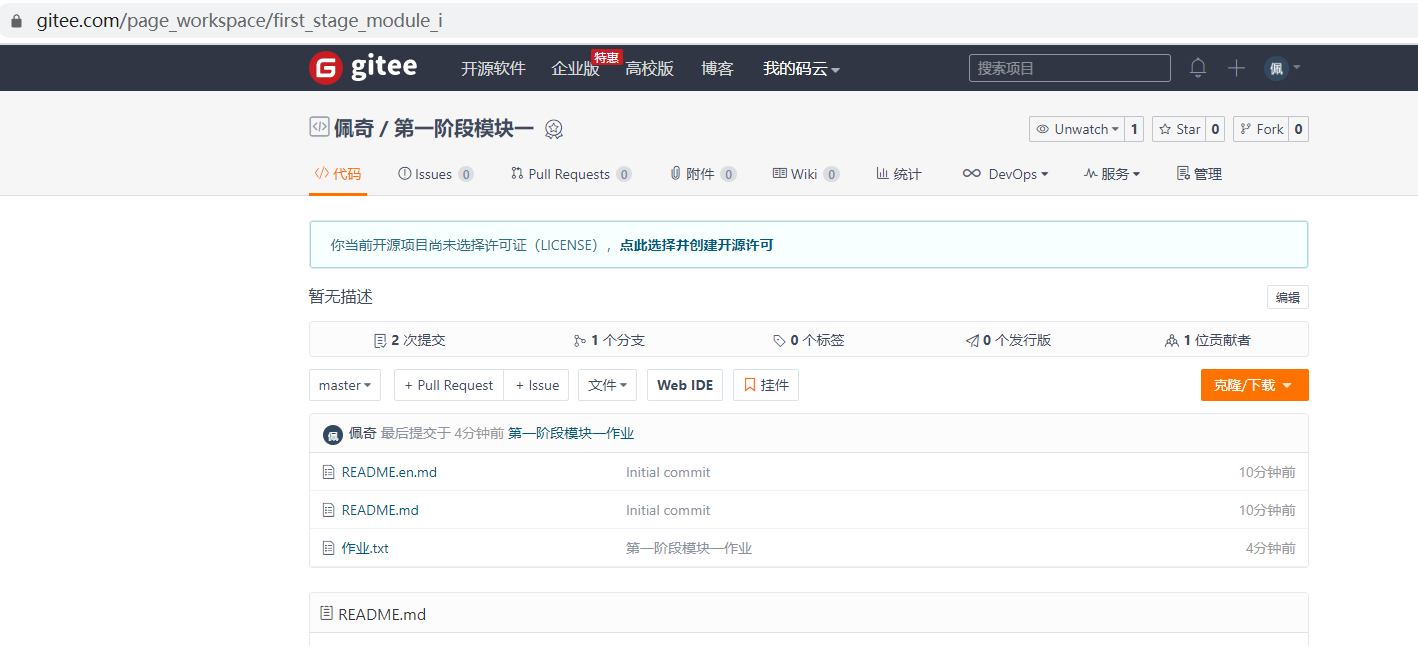 gitee.com/page_workspace/first_stage_module_i
gitee 开源软件 企业版 特惠 高校版 博客 我的码云 搜索项目 佩
佩奇 / 第一阶段模块一 Unwatch 1 Star 0 Fork 0
代码 Issues 0 Pull Requests 0 附件 0 Wiki 0 统计 DevOps 服务 管理
你当前开源项目尚未选择许可证（LICENSE），点此选择并创建开源许可
暂无描述 编辑
2 次提交 1 个分支 0 个标签 0 个发行版 1 位贡献者
master + Pull Request + Issue 文件 Web IDE 挂件 克隆/下载
佩 佩奇 最后提交于 4分钟前 第一阶段模块一作业
README.en.md Initial commit 10分钟前
README.md Initial commit 10分钟前
作业.txt 第一阶段模块一作业 4分钟前
README.md